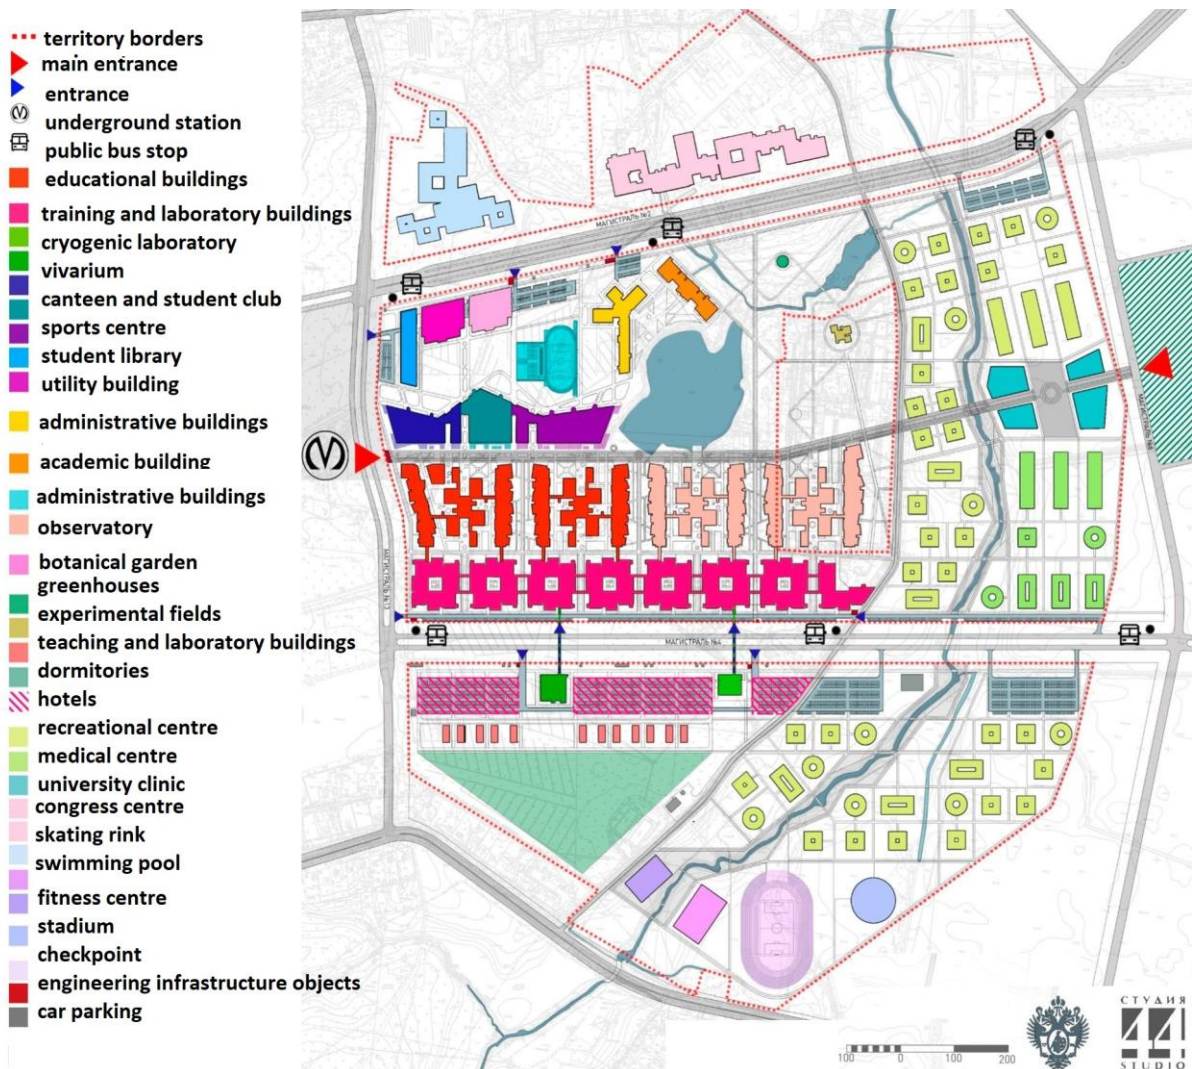 territory borders
main entrance
entrance
underground station
public bus stop
educational buildings
training and laboratory buildings
cryogenic laboratory
vivarium
canteen and student club
sports centre
student library
utility building
administrative buildings
academic building
administrative buildings
observatory
botanical garden
greenhouses
experimental fields
teaching and laboratory buildings
dormitories
hotels
recreational centre
medical centre
university clinic
congress centre
skating rink
swimming pool
fitness centre
stadium
checkpoint
engineering infrastructure objects
car parking
МАГИСТРАЛЬ №2
МАГИСТРАЛЬ №1
МАГИСТРАЛЬ №4
МАГИСТРАЛЬ
100 0 100 200
СТУДИЯ
44
STUDIO